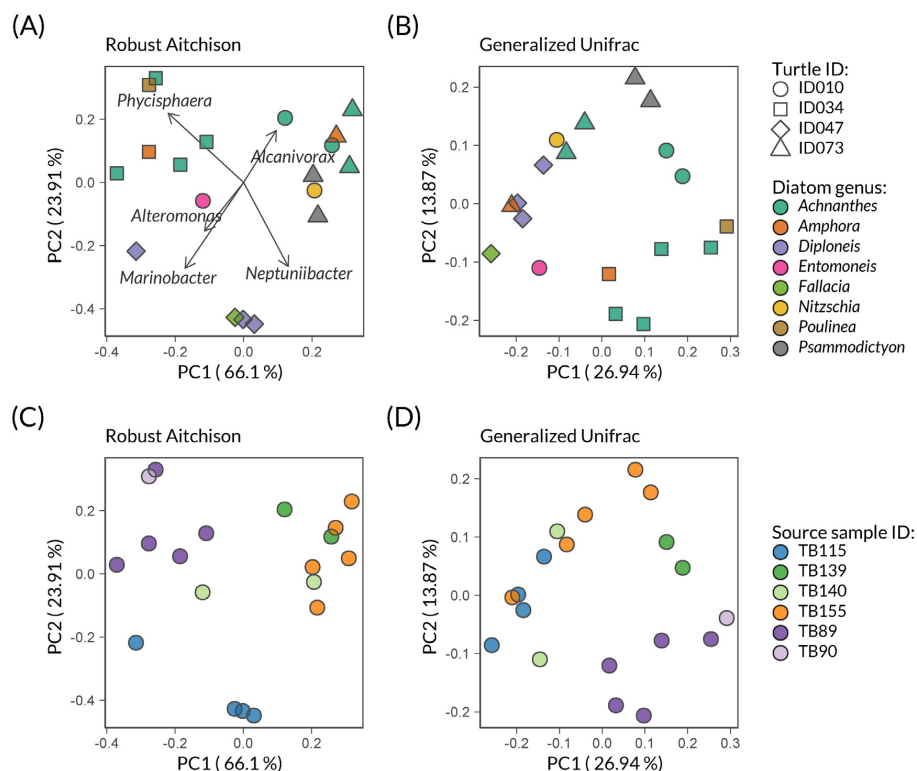 (A)
Robust Aitchison
PC2 ( 23.91 %)
0.2
0.0
-0.2
-0.4
Phycisphaera
Alcanivorax
Alteromonas
Marinobacter
Neptuniibacter
-0.4
-0.2
0.0
0.2
PC1 ( 66.1 %)
(B)
Generalized Unifrac
PC2 ( 13.87 %)
0.2
0.1
0.0
-0.1
-0.2
-0.2
-0.1
0.0
0.1
0.2
0.3
PC1 ( 26.94 %)
Turtle ID:
ID010
ID034
ID047
ID073
Diatom genus:
Achnanthes
Amphora
Diploneis
Entomoneis
Fallacia
Nitzschia
Poulinea
Psammodictyon
(C)
Robust Aitchison
PC2 ( 23.91 %)
0.2
0.0
-0.2
-0.4
-0.4
-0.2
0.0
0.2
PC1 ( 66.1 %)
(D)
Generalized Unifrac
PC2 ( 13.87 %)
0.2
0.1
0.0
-0.1
-0.2
-0.2
-0.1
0.0
0.1
0.2
0.3
PC1 ( 26.94 %)
Source sample ID:
TB115
TB139
TB140
TB155
TB89
TB90